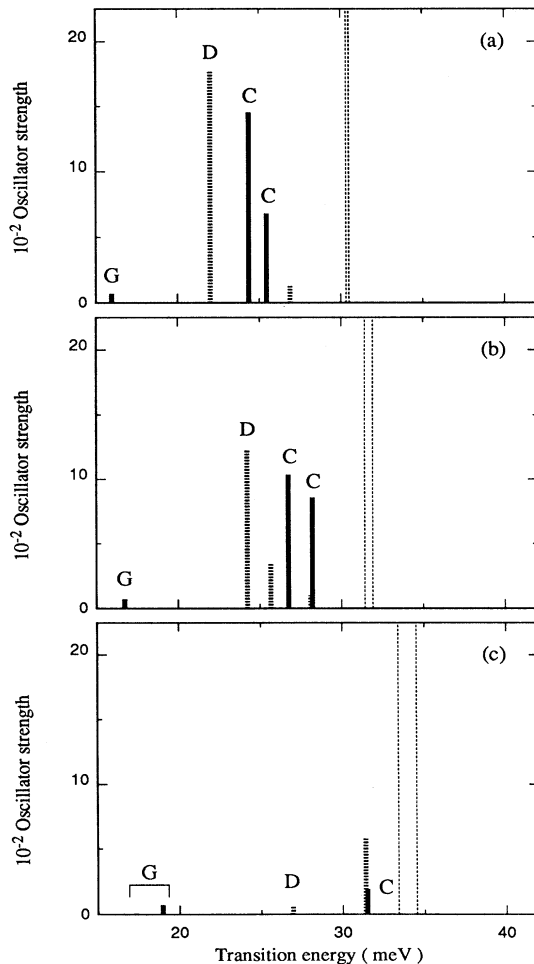 20
10
0
10⁻² Oscillator strength
(a)
D
C
C
G
20
10
0
10⁻² Oscillator strength
(b)
D
C
C
G
20
10
0
10⁻² Oscillator strength
(c)
G
D
C
20 30 40
Transition energy ( meV )